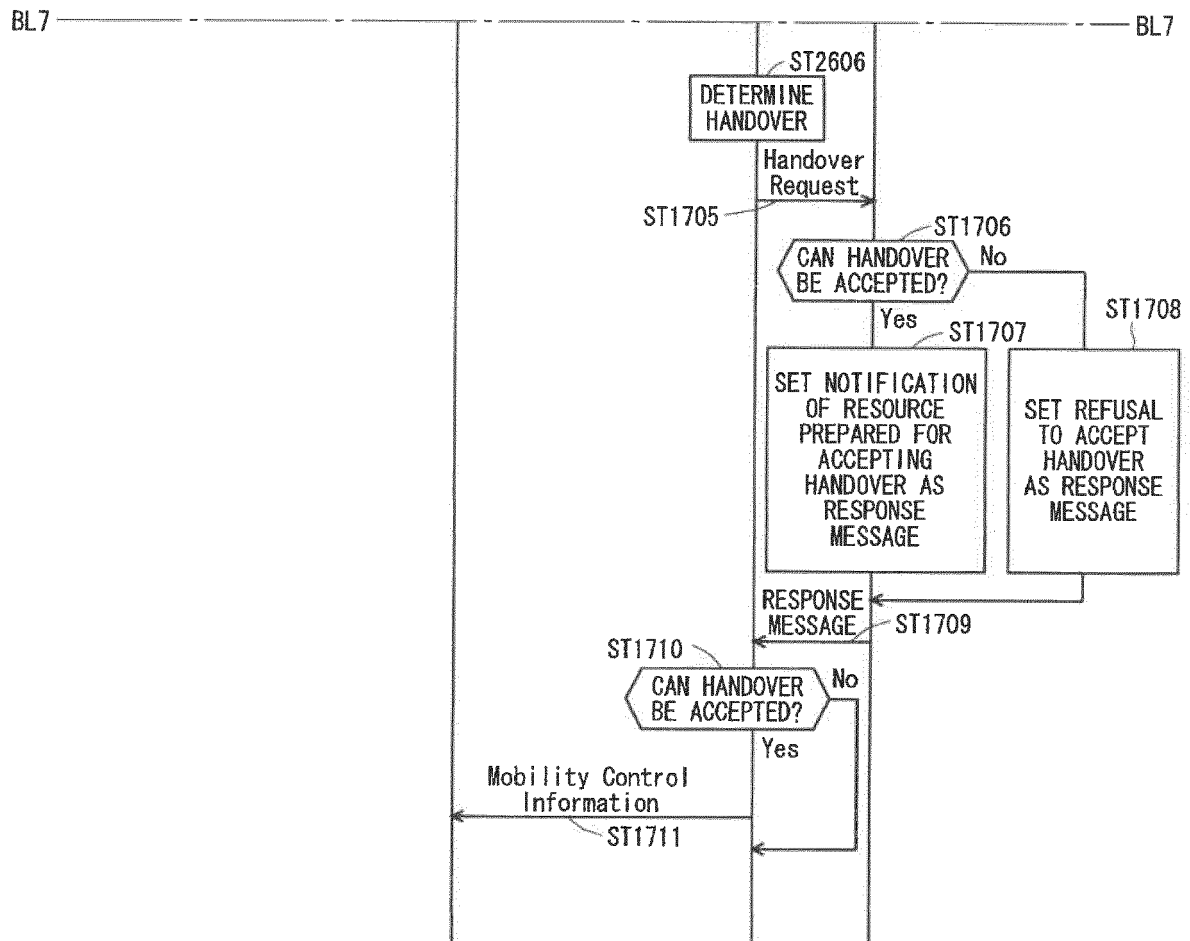 BL7
BL7
ST2606
DETERMINE
HANDOVER
Handover
Request
ST1705
ST1706
CAN HANDOVER
BE ACCEPTED?
No
Yes
ST1707
ST1708
SET NOTIFICATION
OF RESOURCE
PREPARED FOR
ACCEPTING
HANDOVER AS
RESPONSE
MESSAGE
SET REFUSAL
TO ACCEPT
HANDOVER
AS RESPONSE
MESSAGE
RESPONSE
MESSAGE
ST1709
ST1710
CAN HANDOVER
BE ACCEPTED?
No
Yes
Mobility Control
Information
ST1711